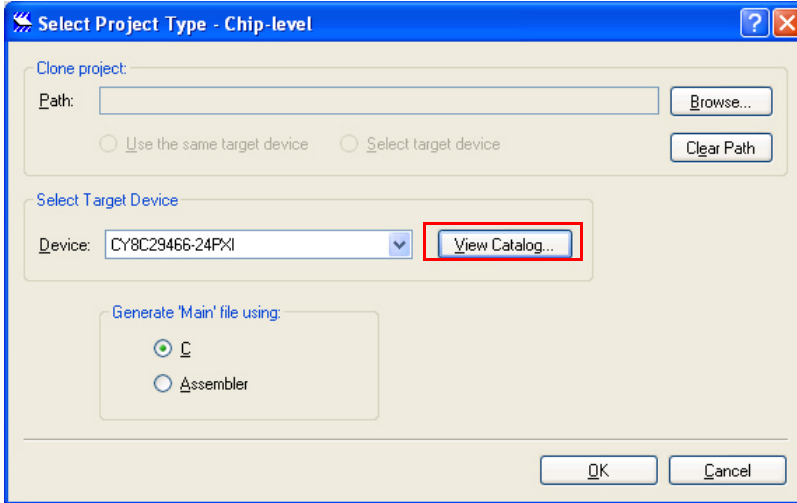 Select Project Type - Chip-level
?
Clone project:
Path:
Browse...
Use the same target device
Select target device
Clear Path
Select Target Device
Device:
CY8C29466-24PXI
View Catalog...
Generate 'Main' file using:
C
Assembler
OK
Cancel